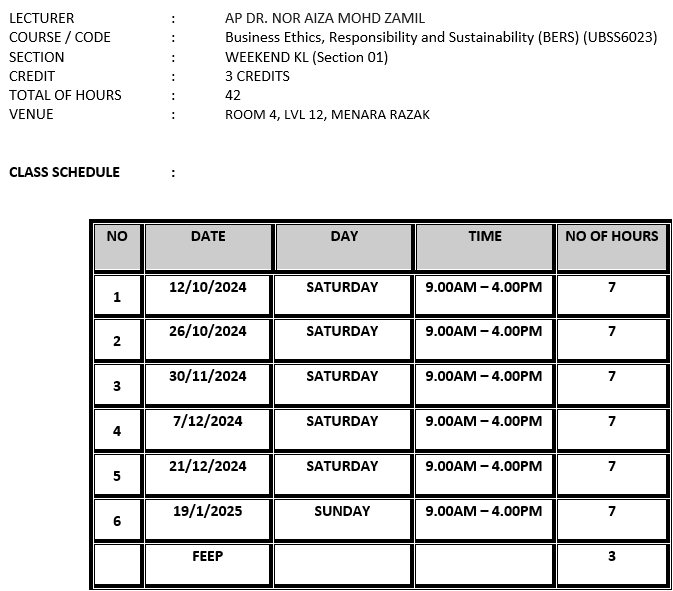 LECTURER : AP DR. NOR AIZA MOHD ZAMIL
COURSE / CODE : Business Ethics, Responsibility and Sustainability (BERS) (UBSS6023)
SECTION : WEEKEND KL (Section 01)
CREDIT : 3 CREDITS
TOTAL OF HOURS : 42
VENUE : ROOM 4, LVL 12, MENARA RAZAK
CLASS SCHEDULE :
NO DATE DAY TIME NO OF HOURS
1 12/10/2024 SATURDAY 9.00AM – 4.00PM 7
2 26/10/2024 SATURDAY 9.00AM – 4.00PM 7
3 30/11/2024 SATURDAY 9.00AM – 4.00PM 7
4 7/12/2024 SATURDAY 9.00AM – 4.00PM 7
5 21/12/2024 SATURDAY 9.00AM – 4.00PM 7
6 19/1/2025 SUNDAY 9.00AM – 4.00PM 7
FEEP 3